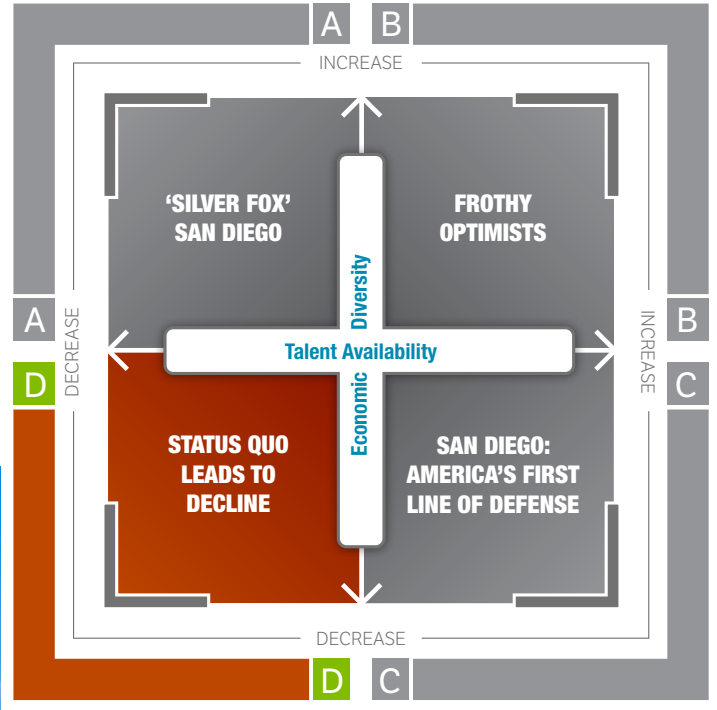 A B
INCREASE
‘SILVER FOX’
SAN DIEGO
FROTHY
OPTIMISTS
A
DECREASE
D
Economic Diversity
Talent Availability
INCREASE
B
C
STATUS QUO
LEADS TO
DECLINE
SAN DIEGO:
AMERICA’S FIRST
LINE OF DEFENSE
DECREASE
D C